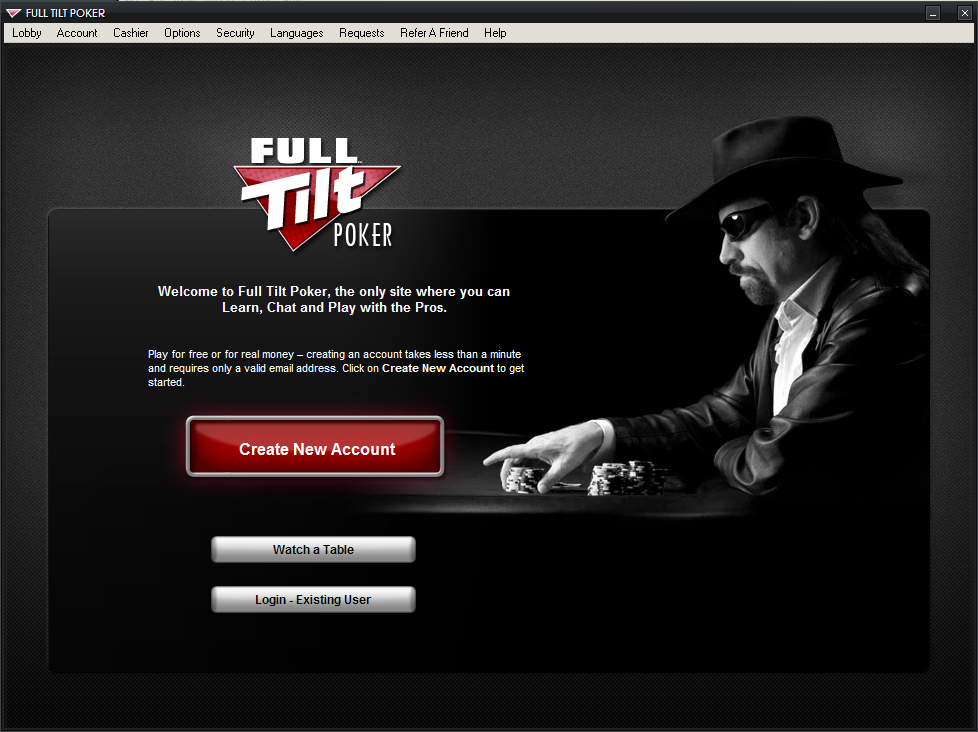 FULL TILT POKER
Lobby Account Cashier Options Security Languages Requests Refer A Friend Help
FULL
Tilt
POKER
Welcome to Full Tilt Poker, the only site where you can
Learn, Chat and Play with the Pros.
Play for free or for real money – creating an account takes less than a minute
and requires only a valid email address. Click on Create New Account to get
started.
Create New Account
Watch a Table
Login - Existing User